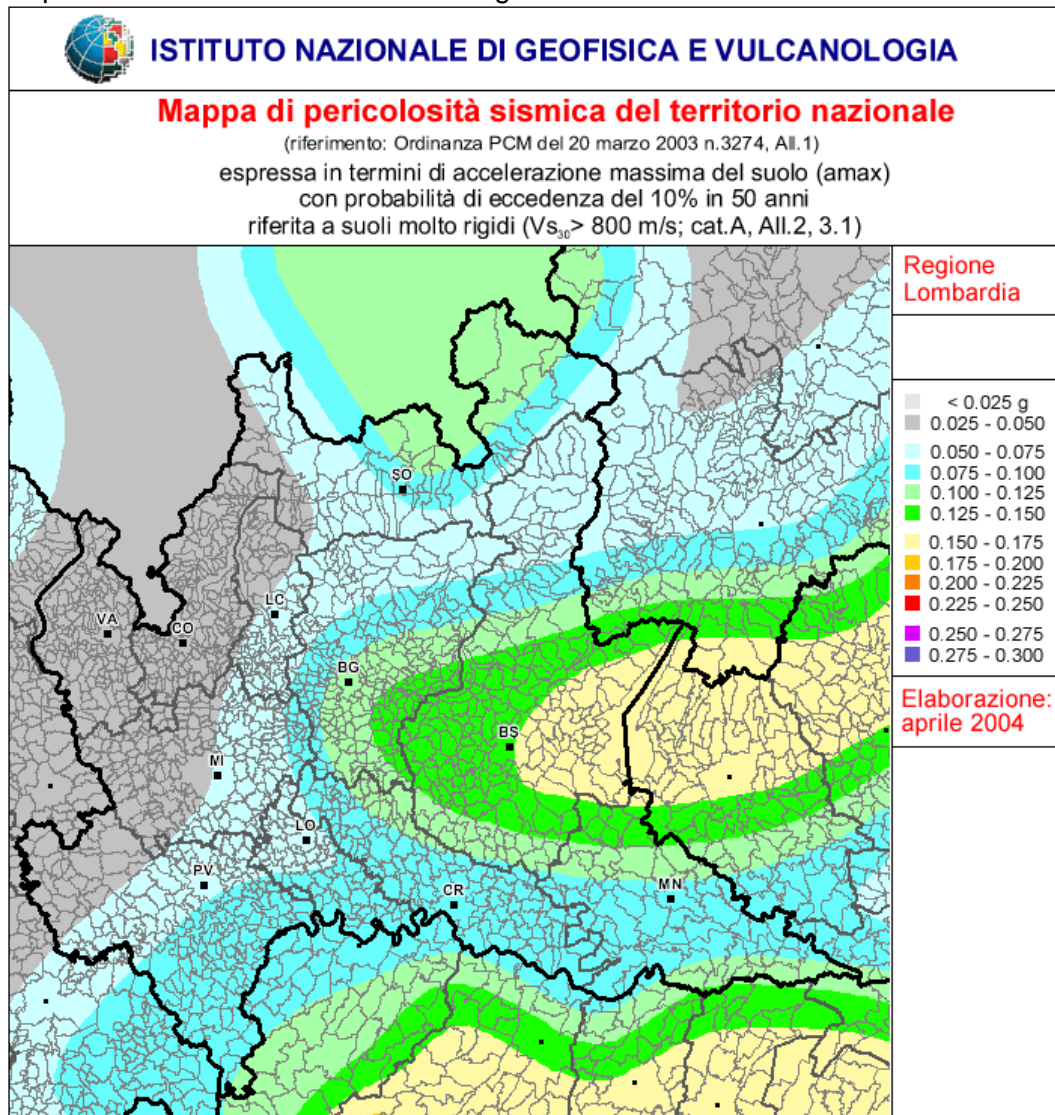 ISTITUTO NAZIONALE DI GEOFISICA E VULCANOLOGIA
Mappa di pericolosità sismica del territorio nazionale
(riferimento: Ordinanza PCM del 20 marzo 2003 n.3274, All.1)
espressa in termini di accelerazione massima del suolo (amax)
con probabilità di eccedenza del 10% in 50 anni
riferita a suoli molto rigidi (Vs30> 800 m/s; cat.A, All.2, 3.1)
Regione
Lombardia
< 0.025 g
0.025 - 0.050
0.050 - 0.075
0.075 - 0.100
0.100 - 0.125
0.125 - 0.150
0.150 - 0.175
0.175 - 0.200
0.200 - 0.225
0.225 - 0.250
0.250 - 0.275
0.275 - 0.300
Elaborazione:
aprile 2004
SO
LC
VA
CO
BG
BS
MI
LO
PV
CR
MN